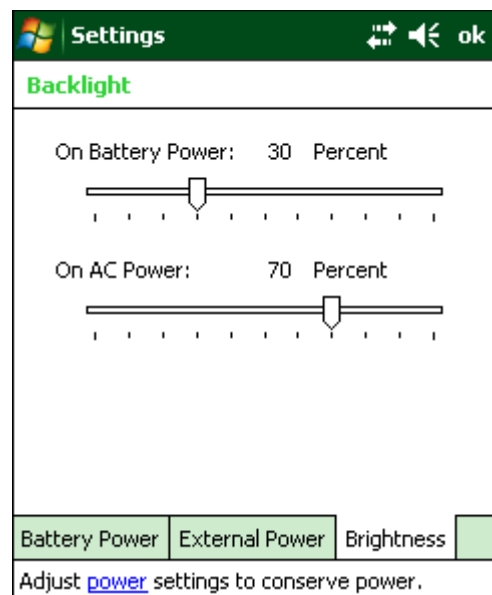 Settings ok
Backlight
On Battery Power: 30 Percent
On AC Power: 70 Percent
Battery Power External Power Brightness
Adjust power settings to conserve power.